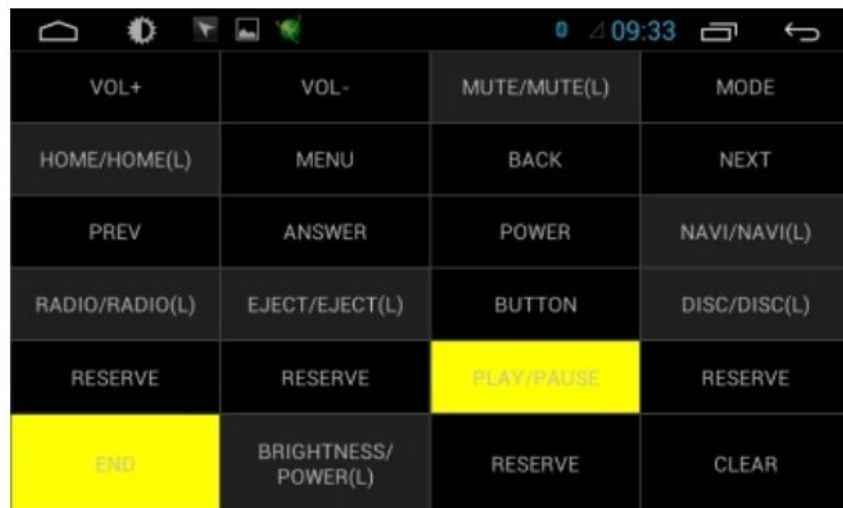 09:33
VOL+ VOL- MUTE/MUTE(L) MODE
HOME/HOME(L) MENU BACK NEXT
PREV ANSWER POWER NAVI/NAVI(L)
RADIO/RADIO(L) EJECT/EJECT(L) BUTTON DISC/DISC(L)
RESERVE RESERVE PLAY/PAUSE RESERVE
END BRIGHTNESS/
POWER(L) RESERVE CLEAR